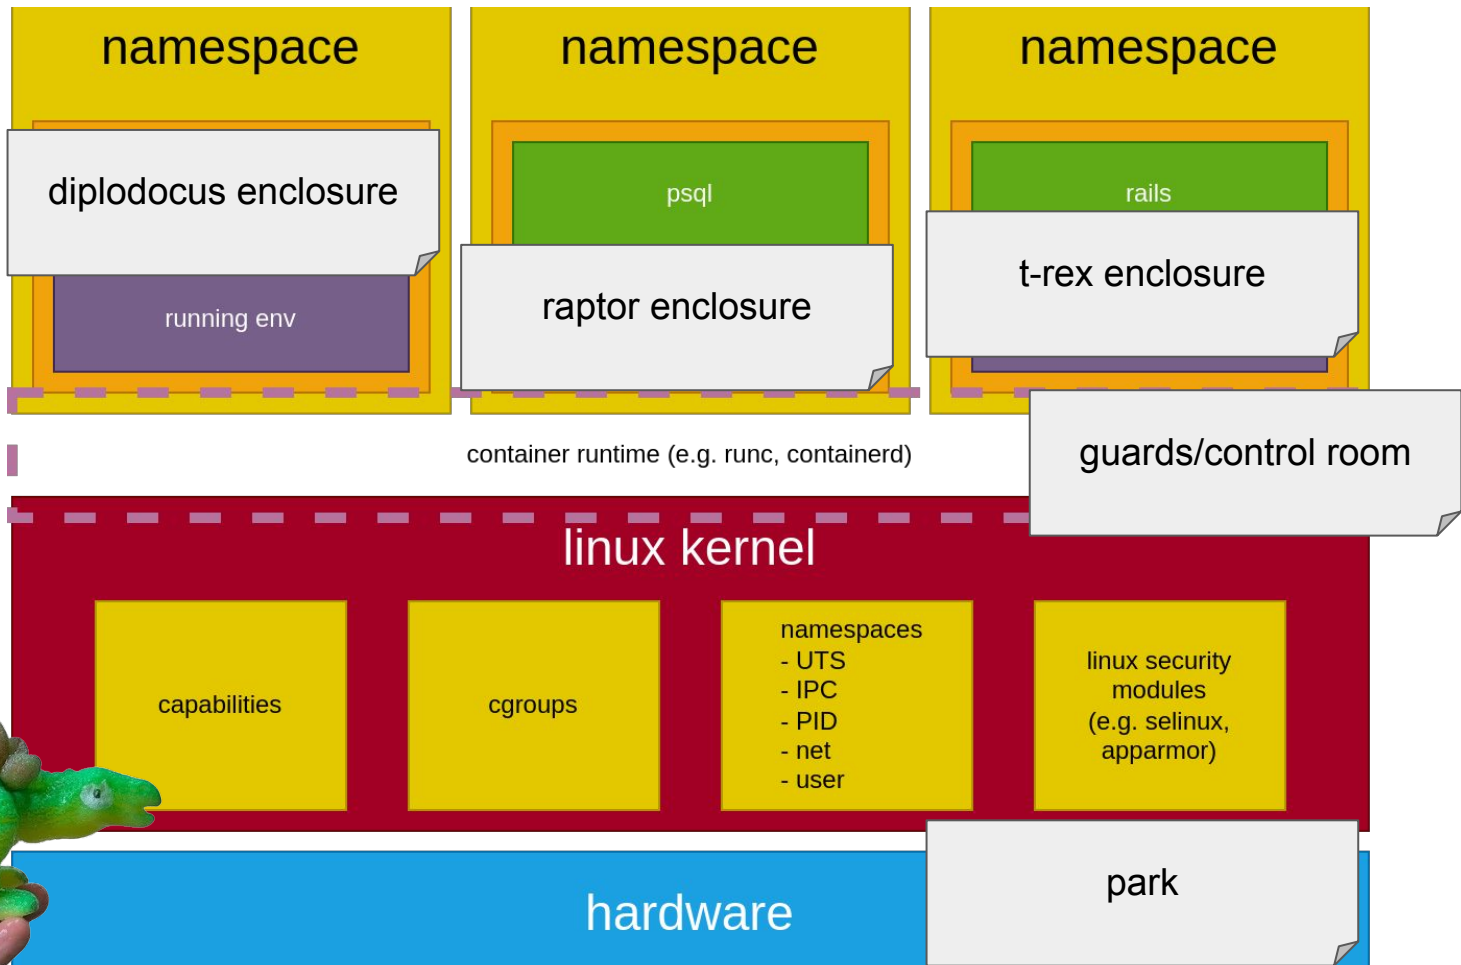 namespace
namespace
namespace
diplodocus enclosure
psql
rails
running env
raptor enclosure
t-rex enclosure
container runtime (e.g. runc, containerd)
guards/control room
linux kernel
capabilities
cgroups
namespaces
- UTS
- IPC
- PID
- net
- user
linux security
modules
(e.g. selinux,
apparmor)
hardware
park